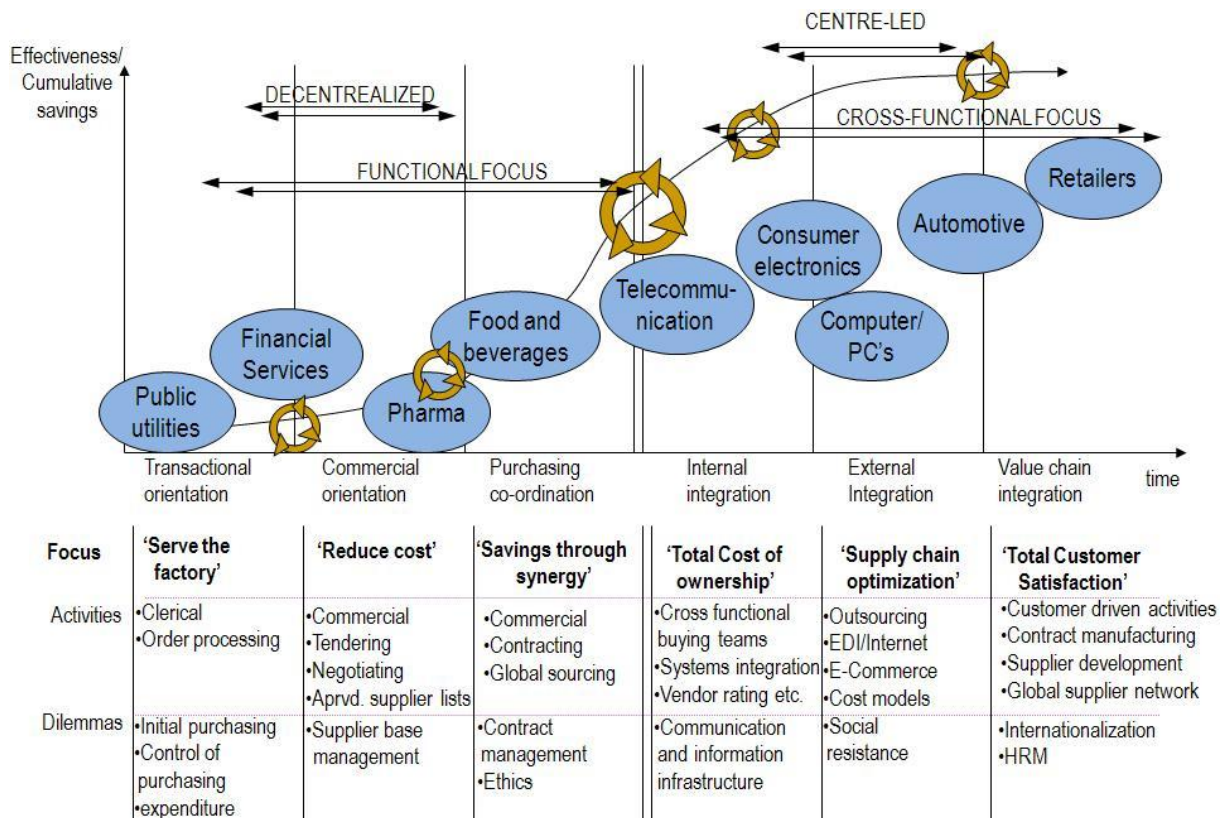 CENTRE-LED
Effectiveness/
Cumulative
savings
DECENTREALIZED
CROSS-FUNCTIONAL FOCUS
FUNCTIONAL FOCUS
Retailers
Automotive
Consumer
electronics
Telecommu-
nication
Food and
beverages
Computer/
PC's
Financial
Services
Public
utilities
Pharma
Transactional
orientation
Commercial
orientation
Purchasing
co-ordination
Internal
integration
External
Integration
Value chain
integration
time
Focus
‘Serve the
factory’
‘Reduce cost’
‘Savings through
synergy’
‘Total Cost of
ownership’
‘Supply chain
optimization’
‘Total Customer
Satisfaction’
Activities
•Clerical
•Order processing
•Commercial
•Tendering
•Negotiating
•Aprvd. supplier lists
•Commercial
•Contracting
•Global sourcing
•Cross functional
buying teams
•Systems integration
•Vendor rating etc.
•Outsourcing
•EDI/Internet
•E-Commerce
•Cost models
•Customer driven activities
•Contract manufacturing
•Supplier development
•Global supplier network
Dilemmas
•Initial purchasing
•Control of
purchasing
•expenditure
•Supplier base
management
•Contract
management
•Ethics
•Communication
and information
infrastructure
•Social
resistance
•Internationalization
•HRM